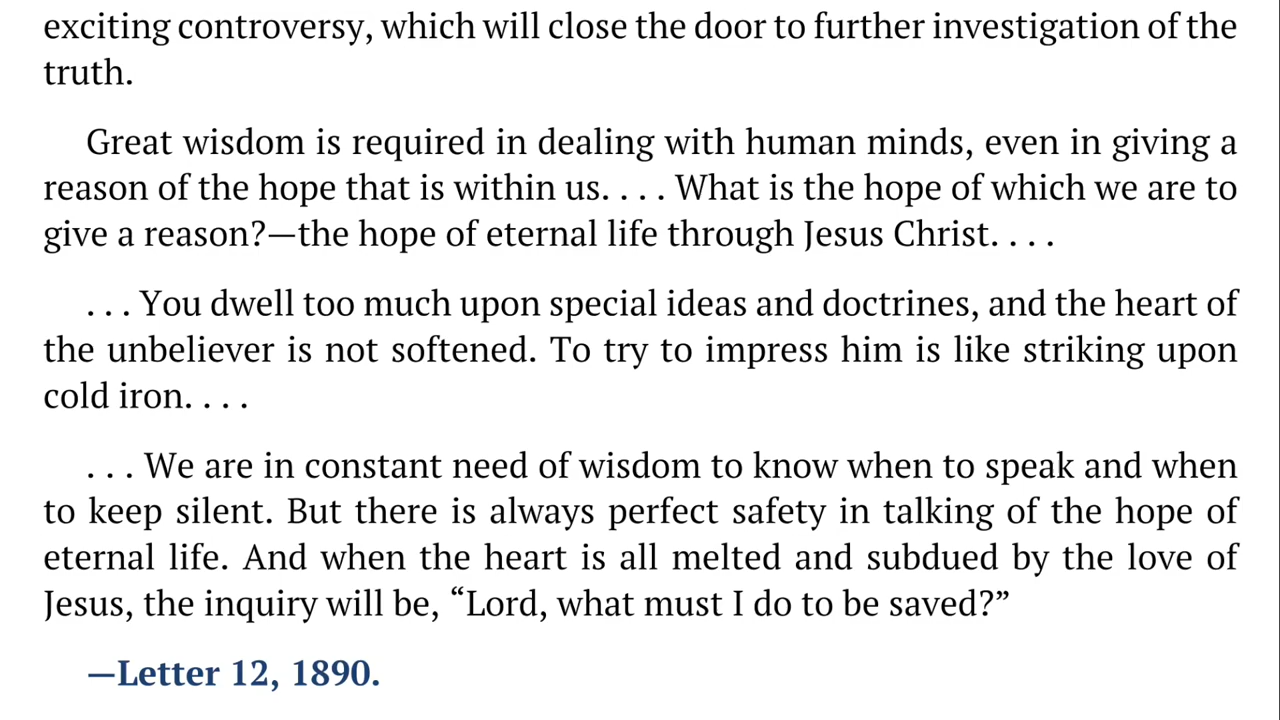 exciting controversy, which will close the door to further investigation of the
truth.
Great wisdom is required in dealing with human minds, even in giving a
reason of the hope that is within us. . . . What is the hope of which we are to
give a reason?—the hope of eternal life through Jesus Christ. . . .
. . . You dwell too much upon special ideas and doctrines, and the heart of
the unbeliever is not softened. To try to impress him is like striking upon
cold iron. . . .
. . . We are in constant need of wisdom to know when to speak and when
to keep silent. But there is always perfect safety in talking of the hope of
eternal life. And when the heart is all melted and subdued by the love of
Jesus, the inquiry will be, “Lord, what must I do to be saved?”
—Letter 12, 1890.